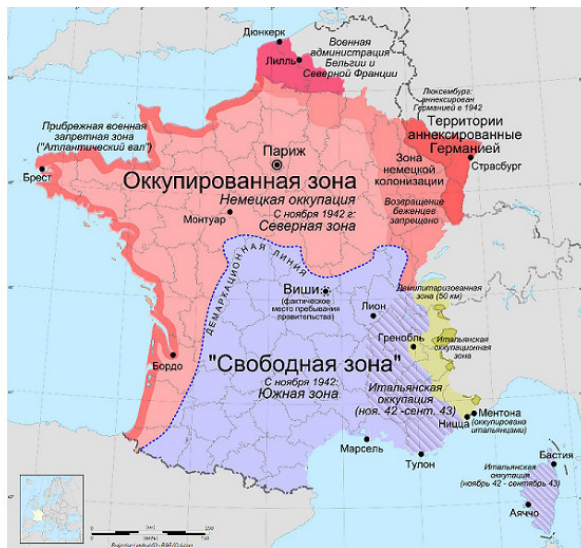 Дюнкерк
Лилль
Военная
администрация
Бельгии и
Северной Франции
Люксембург: аннексирован
Германией в 1942
Территории
аннексированные
Германией
Страсбург
Прибрежная военная
запретная зона
("Атлантический вал")
Брест
Париж
Зона
немецкой
колонизации
Оккупированная зона
Немецкая оккупация
С ноября 1942 г:
Северная зона
Возвращение
беженцев
запрещено
Монтуар
ДЕМАРКАЦИОННАЯ ЛИНИЯ
Виши
(фактическое
место пребывания
правительства)
Демилитаризованная
зона (50 км)
Лион
Гренобль
Итальянская
оккупационная
зона
Бордо
"Свободная зона"
С ноября 1942:
Южная зона
Итальянская
оккупация
(ноя. 42 -сент. 43)
Ментона
(оккупирована
итальянцами)
Ницца
Марсель
Тулон
Бастия
Итальянская
оккупация
(ноябрь 42 - сентябрь 43)
Аяччо